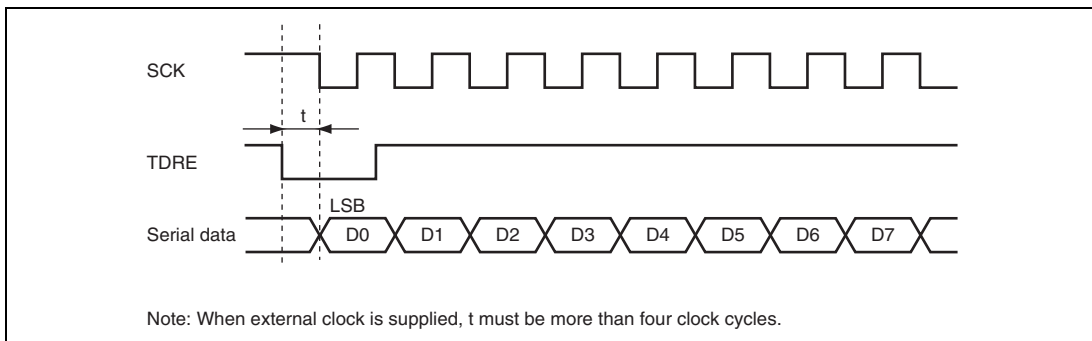 SCK
t
TDRE
LSB
Serial data D0 D1 D2 D3 D4 D5 D6 D7
Note: When external clock is supplied, t must be more than four clock cycles.